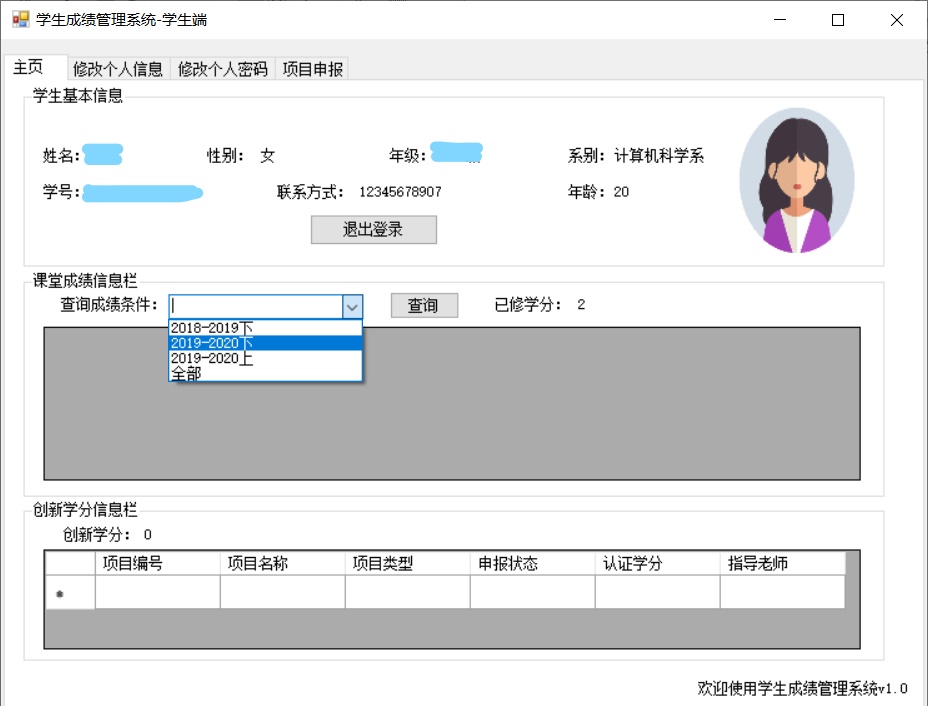 学生成绩管理系统-学生端
主页 修改个人信息 修改个人密码 项目申报
学生基本信息
姓名: 性别: 女 年级: 系别: 计算机科学系
学号: 联系方式: 12345678907 年龄: 20
退出登录
课堂成绩信息栏
查询成绩条件: 查询 已修学分: 2
2018-2019下
2019-2020下
2019-2020上
全部
创新学分信息栏
创新学分: 0
项目编号 项目名称 项目类型 申报状态 认证学分 指导老师
欢迎使用学生成绩管理系统v1.0